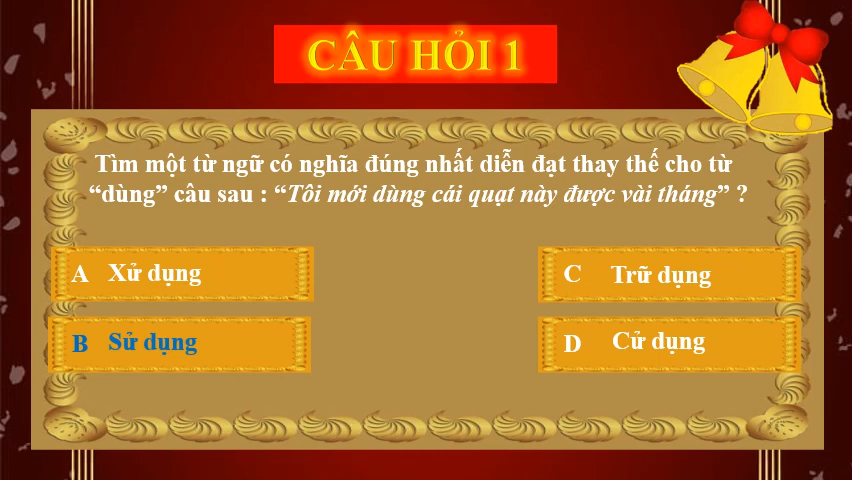 CÂU HỎI 1
Tìm một từ ngữ có nghĩa đúng nhất diễn đạt thay thế cho từ
“dùng” câu sau : “Tôi mới dùng cái quạt này được vài tháng” ?
A Xử dụng
C Trữ dụng
B Sử dụng
D Cử dụng